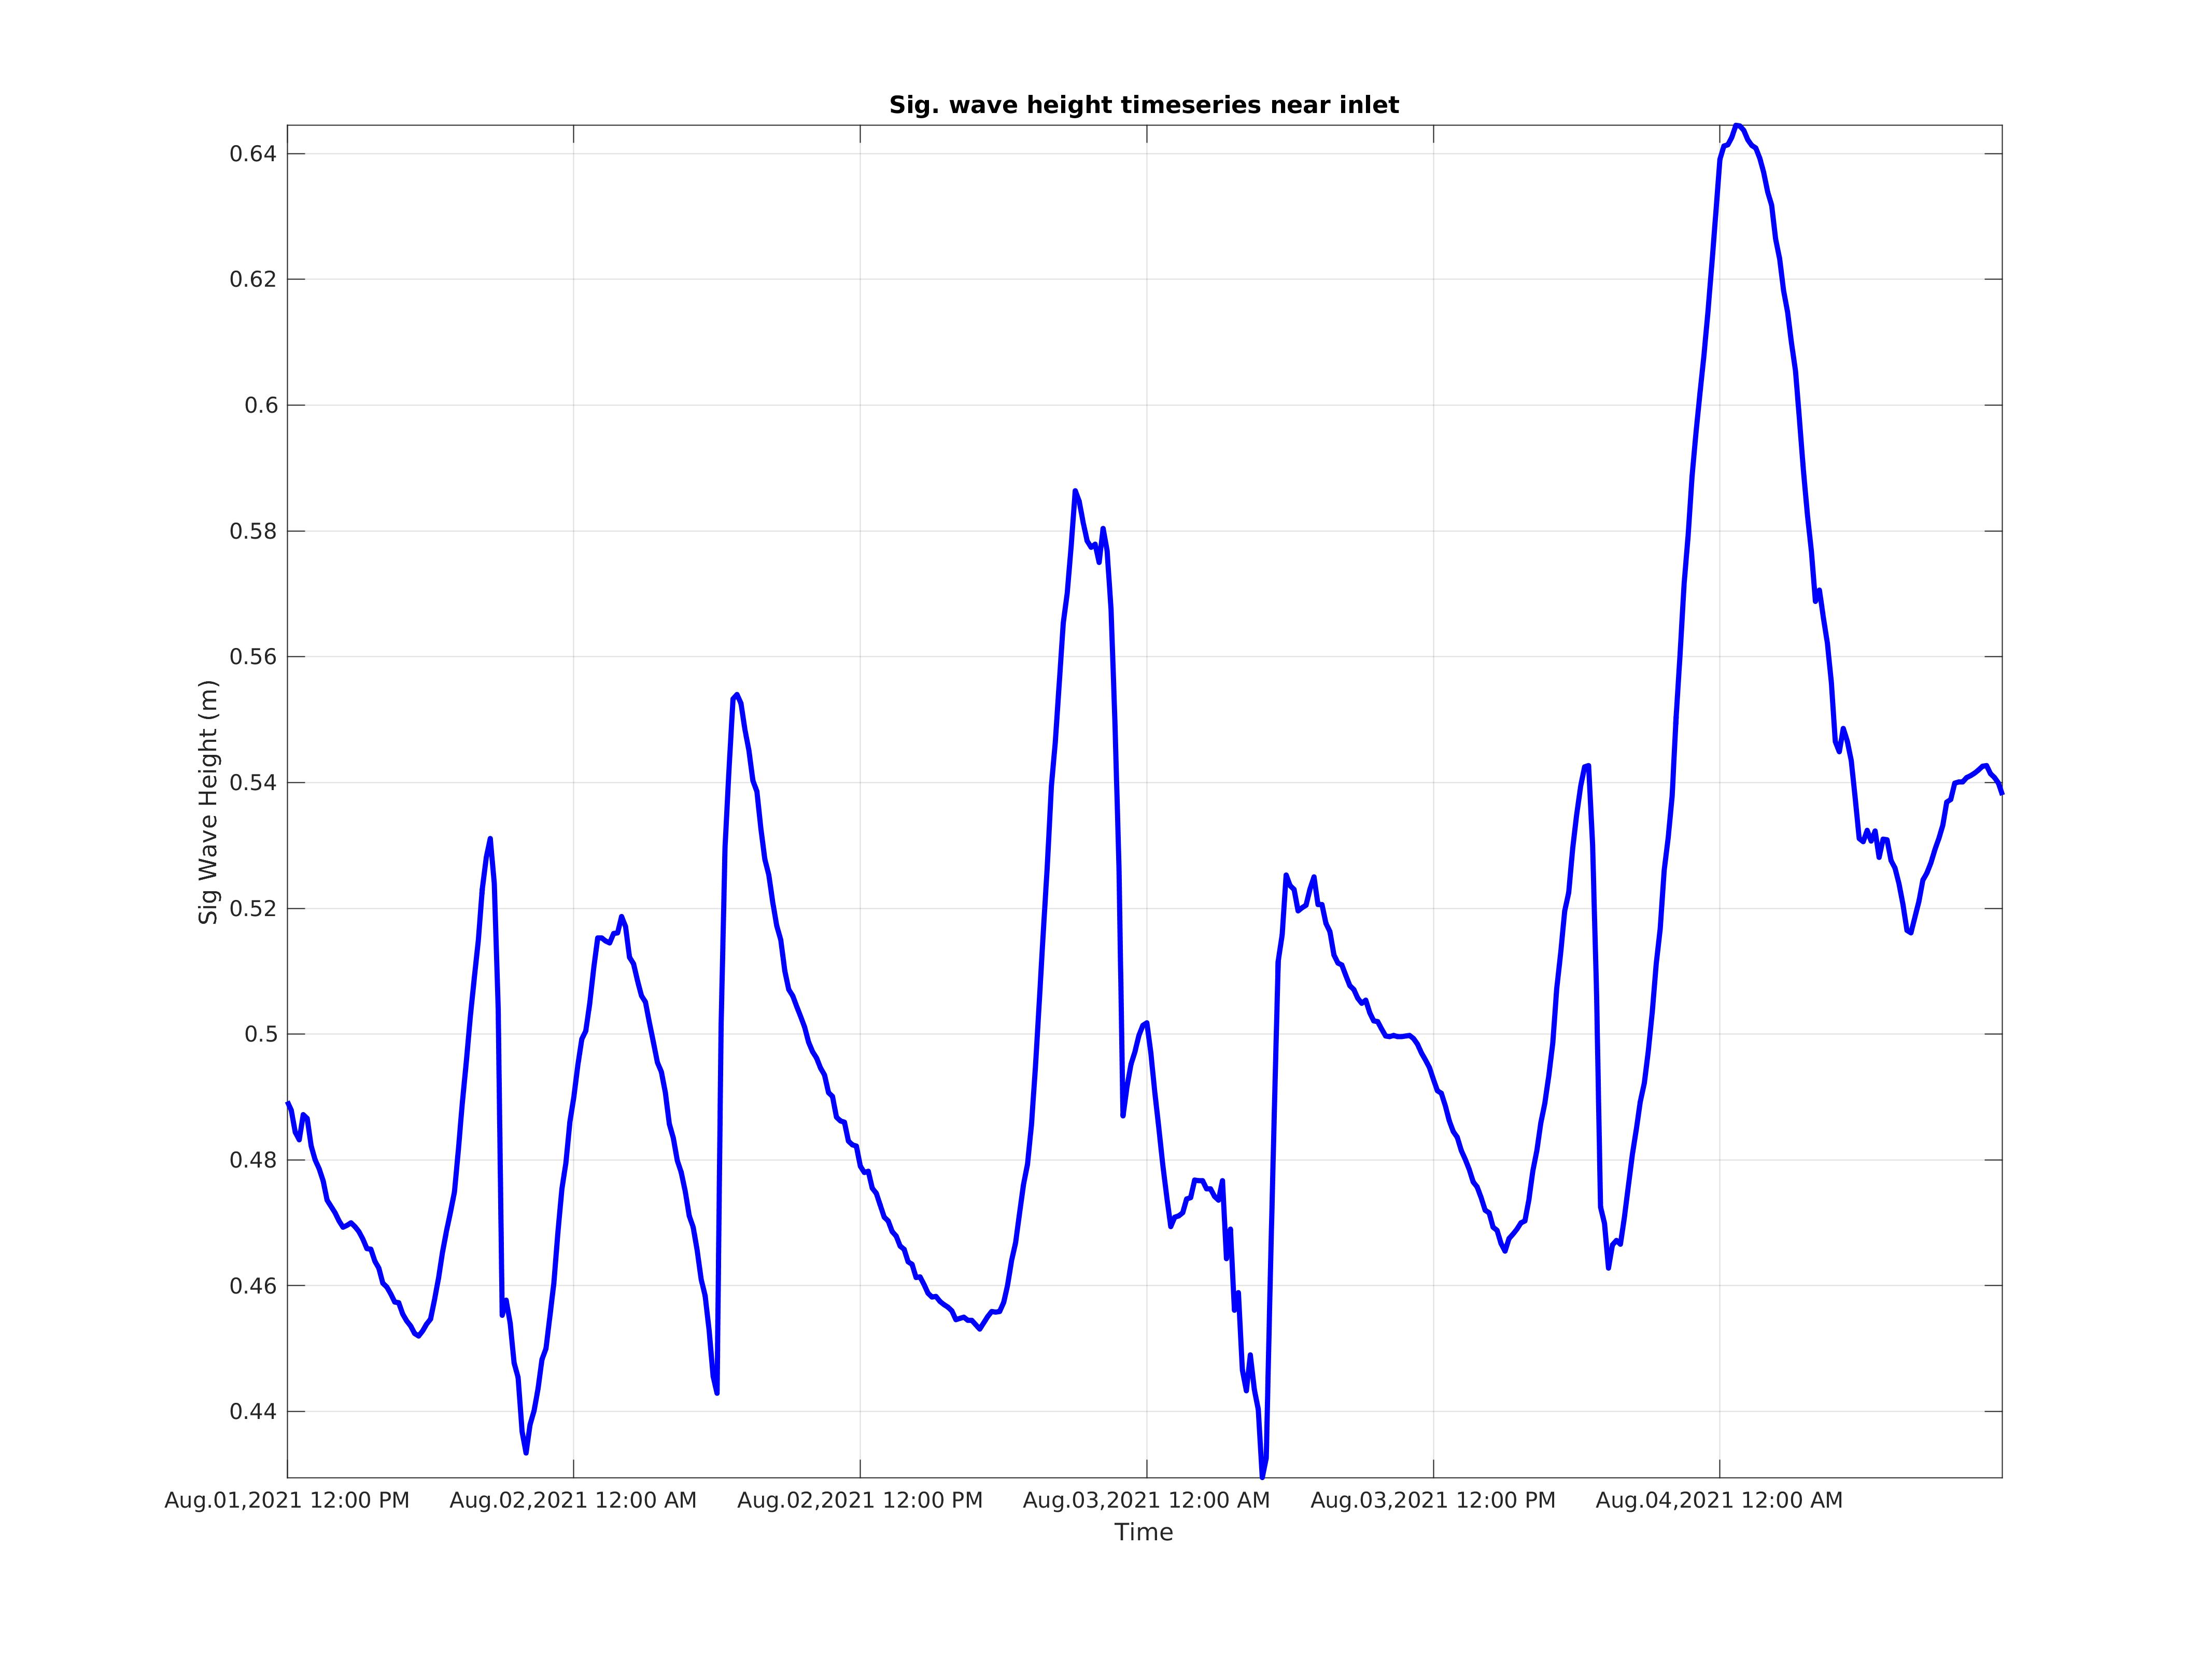 Sig. wave height timeseries near inlet
0.64
0.62
0.6
0.58
0.56
0.54
0.52
0.5
0.48
0.46
0.44
Sig Wave Height (m)
Aug.01,2021 12:00 PM Aug.02,2021 12:00 AM Aug.02,2021 12:00 PM Aug.03,2021 12:00 AM Aug.03,2021 12:00 PM Aug.04,2021 12:00 AM
Time